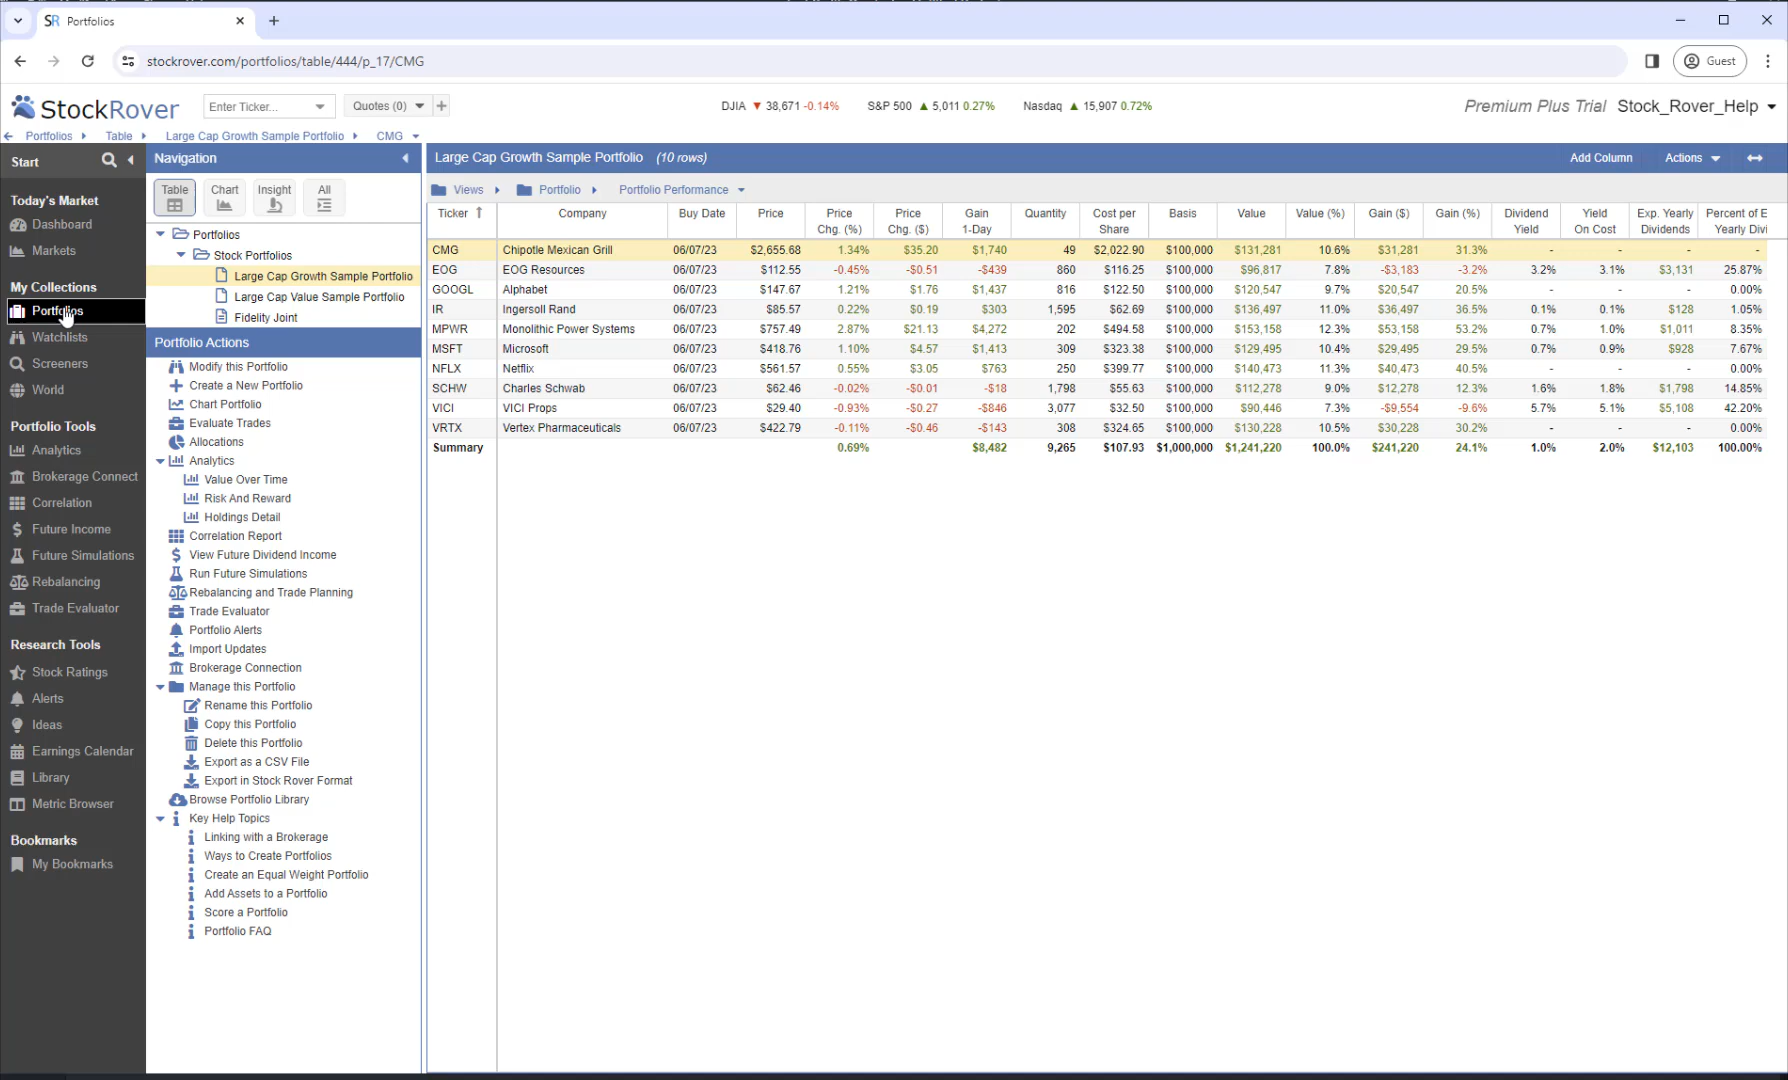 SR Portfolios
stockrover.com/portfolios/table/444/p_17/CMG
Guest
StockRover
Enter Ticker...
Quotes (0)
DJIA 38,671 -0.14% S&P 500 5,011 0.27% Nasdaq 15,907 0.72%
Premium Plus Trial Stock_Rover_Help
Portfolios Table Large Cap Growth Sample Portfolio CMG
Start
Today's Market
Dashboard
Markets
My Collections
Portfolios
Watchlists
Screeners
World
Portfolio Tools
Analytics
Brokerage Connect
Correlation
Future Income
Future Simulations
Rebalancing
Trade Evaluator
Research Tools
Stock Ratings
Alerts
Ideas
Earnings Calendar
Library
Metric Browser
Bookmarks
My Bookmarks
Navigation
Table Chart Insight All
Portfolios
Stock Portfolios
Large Cap Growth Sample Portfolio
Large Cap Value Sample Portfolio
Fidelity Joint
Portfolio Actions
Modify this Portfolio
Create a New Portfolio
Chart Portfolio
Evaluate Trades
Allocations
Analytics
Value Over Time
Risk And Reward
Holdings Detail
Correlation Report
View Future Dividend Income
Run Future Simulations
Rebalancing and Trade Planning
Trade Evaluator
Portfolio Alerts
Import Updates
Brokerage Connection
Manage this Portfolio
Rename this Portfolio
Copy this Portfolio
Delete this Portfolio
Export as a CSV File
Export in Stock Rover Format
Browse Portfolio Library
Key Help Topics
Linking with a Brokerage
Ways to Create Portfolios
Create an Equal Weight Portfolio
Add Assets to a Portfolio
Score a Portfolio
Portfolio FAQ
Large Cap Growth Sample Portfolio (10 rows)
Add Column Actions
Views Portfolio Portfolio Performance
Ticker Company Buy Date Price Price Price Gain Quantity Cost per Basis Value Value (%) Gain ($) Gain (%) Dividend Yield Exp. Yearly Percent of E
Chg. (%) Chg. ($) 1-Day Share Yield On Cost Dividends Yearly Divi
CMG Chipotle Mexican Grill 06/07/23 $2,655.68 1.34% $35.20 $1,740 49 $2,022.90 $100,000 $131,281 10.6% $31,281 31.3% - - - -
EOG EOG Resources 06/07/23 $112.55 -0.45% -$0.51 -$439 860 $116.25 $100,000 $96,817 7.8% -$3,183 -3.2% 3.2% 3.1% $3,131 25.87%
GOOGL Alphabet 06/07/23 $147.67 1.21% $1.76 $1,437 816 $122.50 $100,000 $120,547 9.7% $20,547 20.5% - - - 0.00%
IR Ingersoll Rand 06/07/23 $85.57 0.22% $0.19 $303 1,595 $62.69 $100,000 $136,497 11.0% $36,497 36.5% 0.1% 0.1% $128 1.05%
MPWR Monolithic Power Systems 06/07/23 $757.49 2.87% $21.13 $4,272 202 $494.58 $100,000 $153,158 12.3% $53,158 53.2% 0.7% 1.0% $1,011 8.35%
MSFT Microsoft 06/07/23 $418.76 1.10% $4.57 $1,413 309 $323.38 $100,000 $129,495 10.4% $29,495 29.5% 0.7% 0.9% $928 7.67%
NFLX Netflix 06/07/23 $561.57 0.55% $3.05 $763 250 $399.77 $100,000 $140,473 11.3% $40,473 40.5% - - - 0.00%
SCHW Charles Schwab 06/07/23 $62.46 -0.02% -$0.01 -$18 1,798 $55.63 $100,000 $112,278 9.0% $12,278 12.3% 1.6% 1.8% $1,798 14.85%
VICI VICI Props 06/07/23 $29.40 -0.93% -$0.27 -$846 3,077 $32.50 $100,000 $90,446 7.3% -$9,554 -9.6% 5.7% 5.1% $5,108 42.20%
VRTX Vertex Pharmaceuticals 06/07/23 $422.79 -0.11% -$0.46 -$143 308 $324.65 $100,000 $130,228 10.5% $30,228 30.2% - - - 0.00%
Summary 0.69% $8,482 9,265 $107.93 $1,000,000 $1,241,220 100.0% $241,220 24.1% 1.0% 2.0% $12,103 100.00%